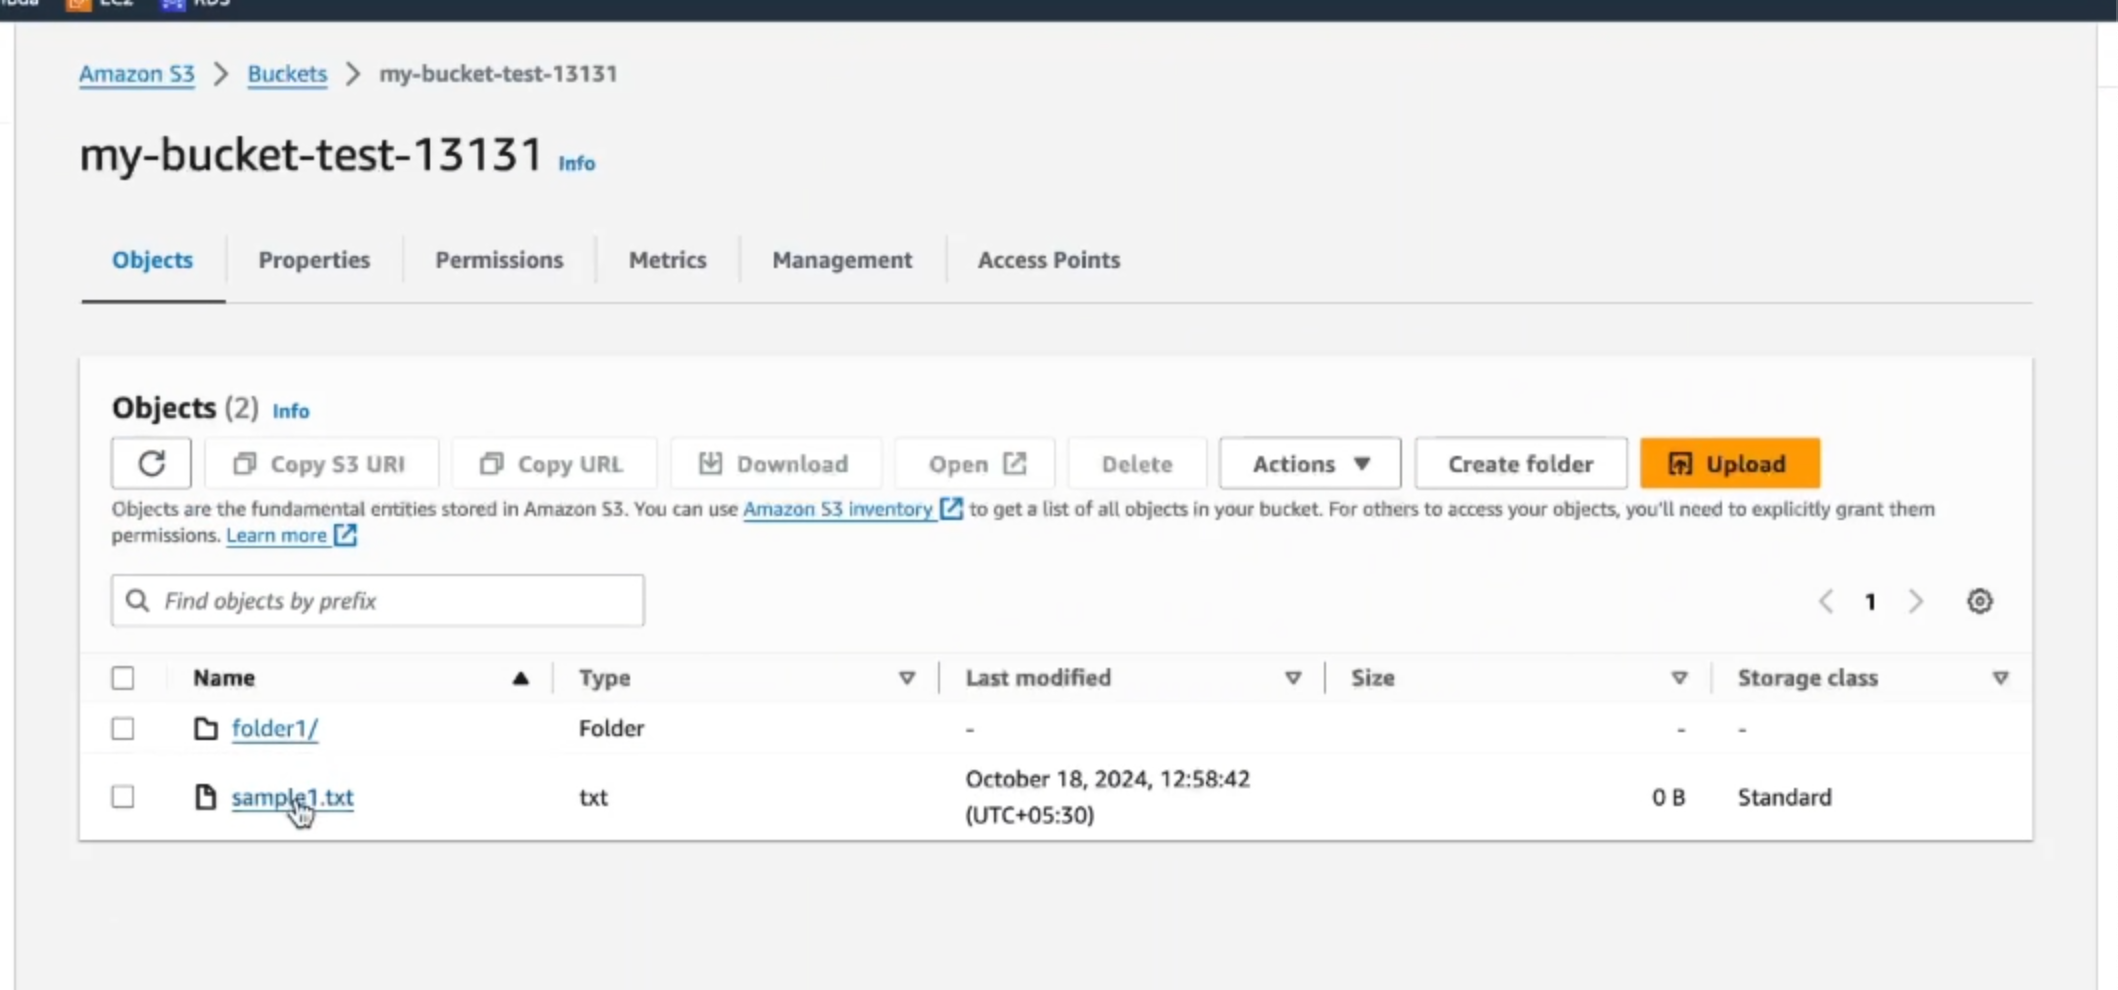 Amazon S3 > Buckets > my-bucket-test-13131
my-bucket-test-13131 Info
Objects Properties Permissions Metrics Management Access Points
Objects (2) Info
Copy S3 URI Copy URL Download Open Delete Actions Create folder Upload
Objects are the fundamental entities stored in Amazon S3. You can use Amazon S3 inventory to get a list of all objects in your bucket. For others to access your objects, you'll need to explicitly grant them
permissions. Learn more
Find objects by prefix
1
Name Type Last modified Size Storage class
folder1/ Folder - - -
sample1.txt txt October 18, 2024, 12:58:42 0 B Standard
(UTC+05:30)